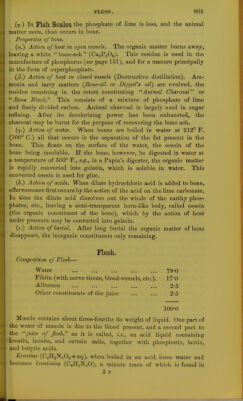 FLESH. 801
(γ.) In Fish Scales the phosphate of lime is less, and the animal
matter more, than occurs in bone.
Properties of bone.
(α.) Action of heat in open vessels. The organic matter burns away,
leaving a white "bone-ash" (Ca₃P₂O₈). This residue is used in the
manufacture of phosphorus (see page 131), and for a manure principally
in the form of superphosphate.
(β.) Action of heat in closed vessels (Destructive distillation). Am-
monia and tarry matters (Bone-oil or Dippel's oil) are evolved, the
residue remaining in the retort constituting "Animal Charcoal" or
"Bone Black." This consists of a mixture of phosphate of lime
and finely divided carbon. Animal charcoal is largely used in sugar
refining. After its decolorizing power has been exhausted, the
charcoal may be burnt for the purpose of recovering the bone ash.
(γ.) Action of water. When bones are boiled in water at 212° F.
(100° C.) all that occurs is the separation of the fat present in the
bone. This floats on the surface of the water, the ossein of the
bone being insoluble. If the bone, however, be digested in water at
a temperature of 300° F., e.g., in a Papin's digester, the organic matter
is rapidly converted into gelatin, which is soluble in water. This
converted ossein is used for glue.
(δ.) Action of acids. When dilute hydrochloric acid is added to bone,
effervescence first occurs by the action of the acid on the lime carbonate.
In time the dilute acid dissolves out the whole of the earthy phos-
phates, etc., leaving a semi-transparent horn-like body, called ossein
(the organic constituent of the bone), which by the action of heat
under pressure may be converted into gelatin.
(ε.) Action of burial. After long burial the organic matter of bone
disappears, the inorganic constituents only remaining.
Flesh.
Composition of Flesh—
Water ... ... ... ... ... 78·0
Fibrin (with nerve tissue, blood-vessels, etc.). 17·0
Albumen ... ... ... ... 2·5
Other constituents of the juice ... ... 2·5
100·0
Muscle contains about three-fourths its weight of liquid. One part of
the water of muscle is due to the blood present, and a second part to
the "juice of flesh," as it is called, i.e., an acid liquid containing
kreatin, inosite, and certain salts, together with phosphoric, lactic,
and butyric acids.
Kreatine (C₄H₉N₃O₂ + aq), when boiled in an acid, loses water and
becomes kreatinine (C₄H₇N₃O), a minute trace of which is found in